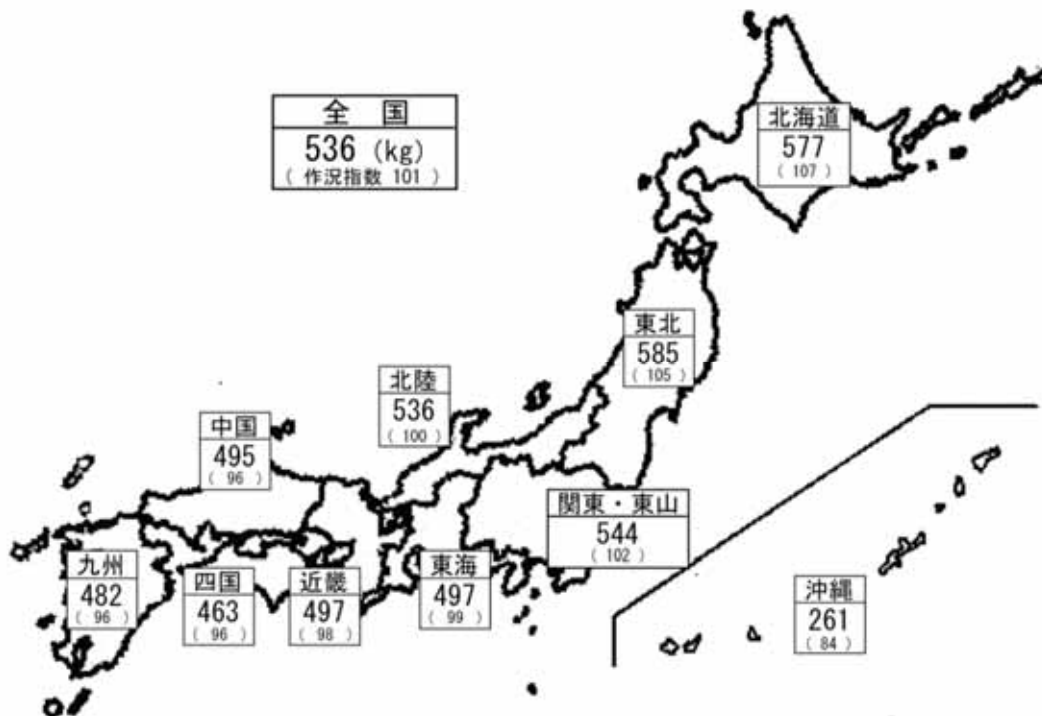 全 国
536 (kg)
( 作況指数 101 )
北海道
577
( 107 )
東北
585
( 105 )
北陸
536
( 100 )
中国
495
( 96 )
関東・東山
544
( 102 )
九州
482
( 96 )
四国
463
( 96 )
近畿
497
( 98 )
東海
497
( 99 )
沖縄
261
( 84 )